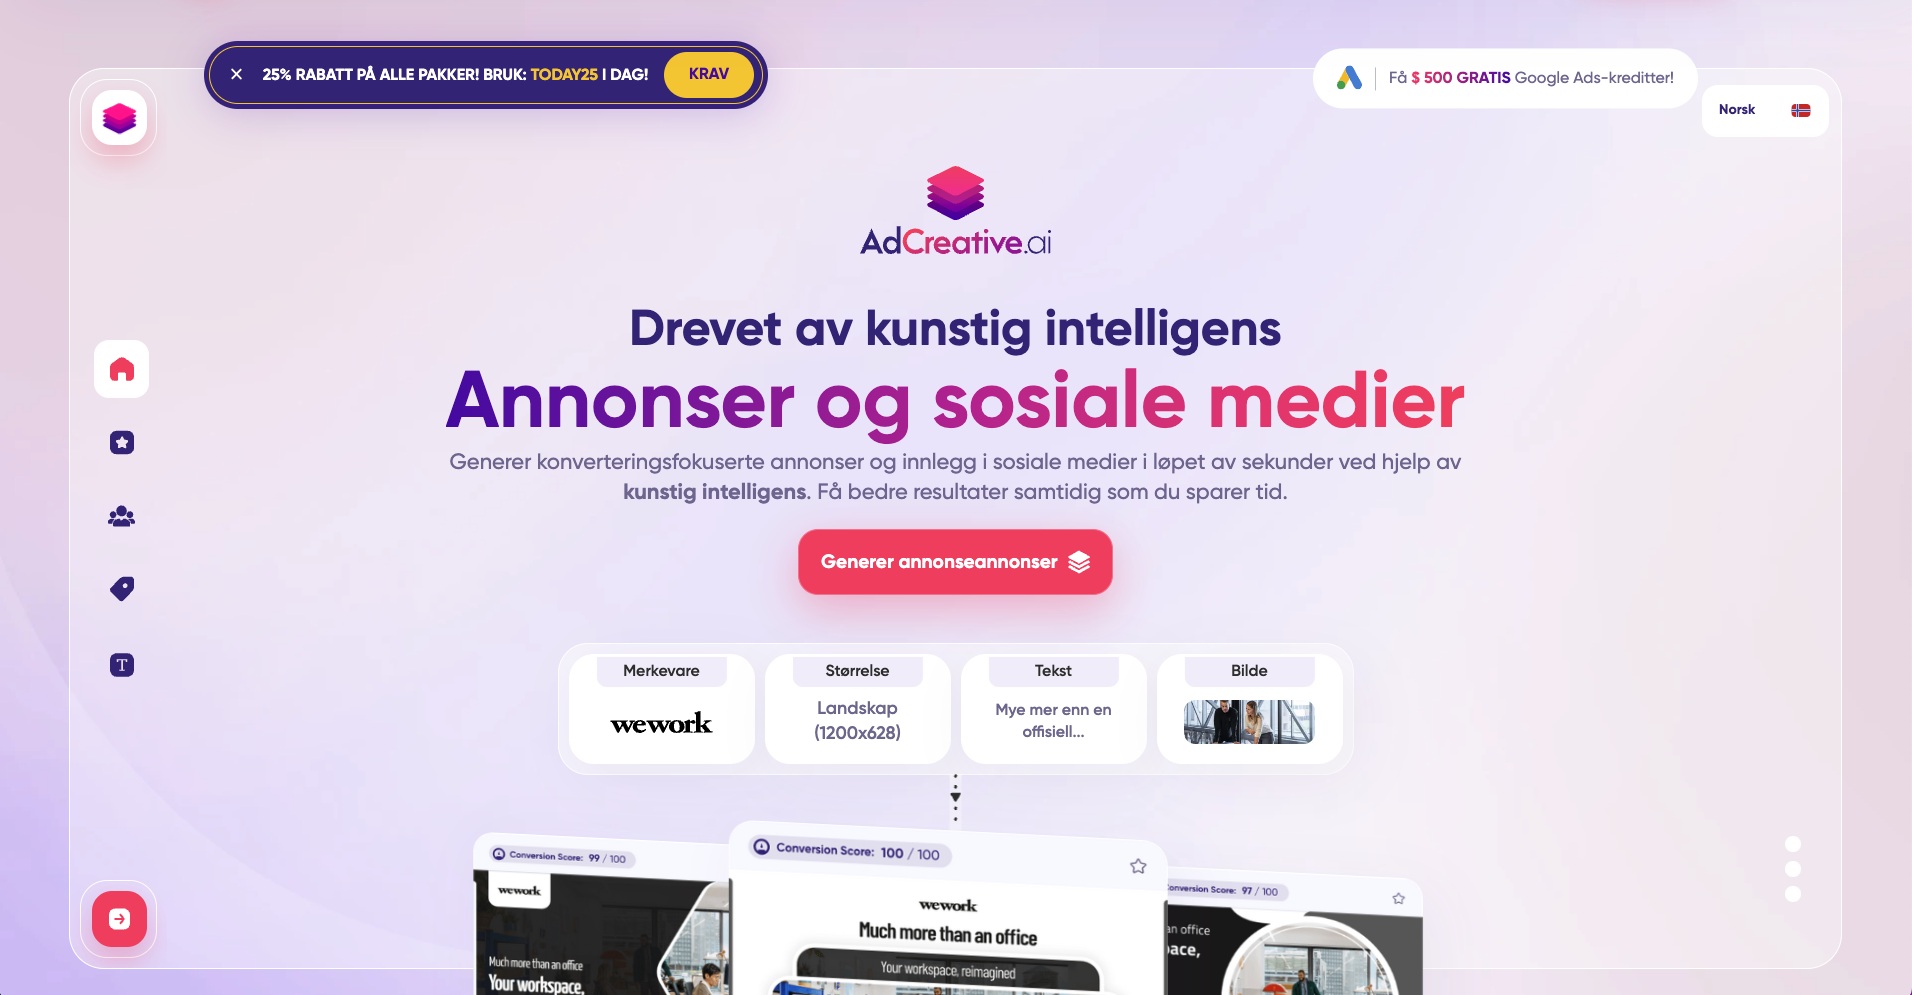 25% RABATT PÅ ALLE PAKKER! BRUK: TODAY25 I DAG!
KRAV
Få $ 500 GRATIS Google Ads-kreditter!
Norsk
AdCreative.ai
Drevet av kunstig intelligens
Annonser og sosiale medier
Generer konverteringsfokuserte annonser og innlegg i sosiale medier i løpet av sekunder ved hjelp av
kunstig intelligens. Få bedre resultater samtidig som du sparer tid.
Generer annonseannonser
T
Merkevare
wework
Størrelse
Landskap
(1200x628)
Tekst
Mye mer enn en
offisiell...
Bilde
Conversion Score: 99 / 100
wework
Much more than an office
Your workspace,
Conversion Score: 100 / 100
wework
Much more than an office
Your workspace, reimagined
Conversion Score: 97 / 100
an office